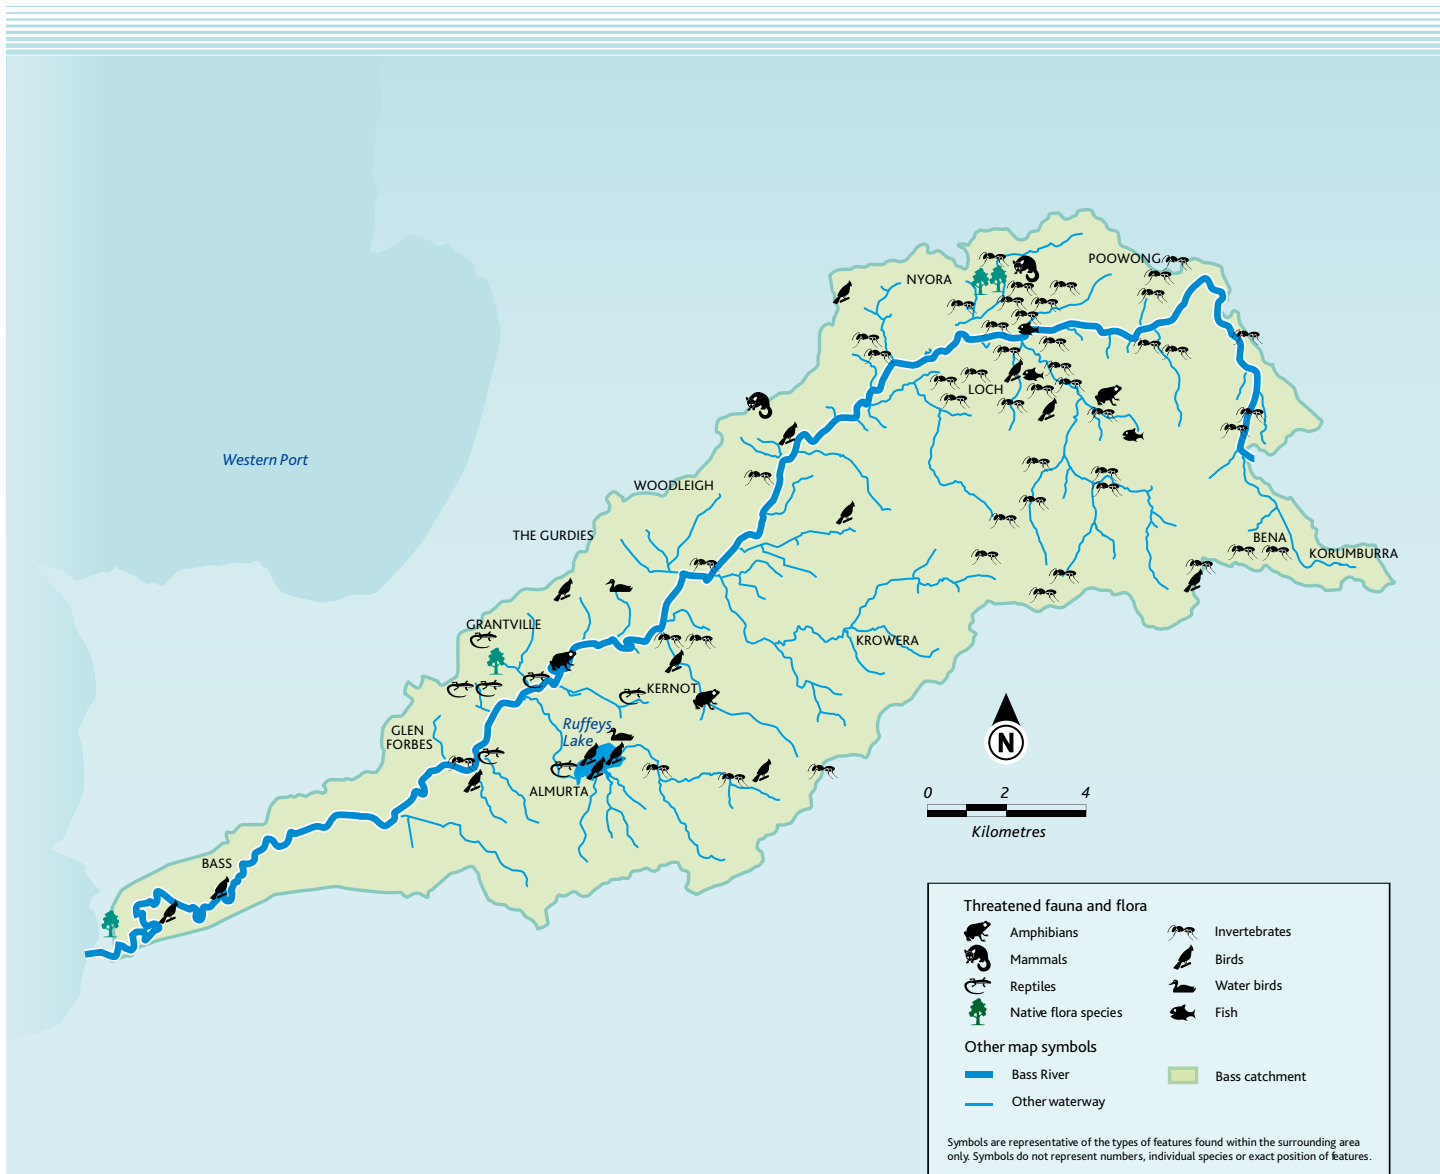 POOWONG
NYORA
LOCH
Western Port
WOODLEIGH
THE GURDIES
BENA
KORUMBURRA
GRANTVILLE
KROWERA
KERNOT
GLEN
FORBES
Ruffeys
Lake
ALMURTA
BASS
N
0 2 4
Kilometres
Threatened fauna and flora
Amphibians
Mammals
Reptiles
Native flora species
Invertebrates
Birds
Water birds
Fish
Other map symbols
Bass River
Other waterway
Bass catchment
Symbols are representative of the types of features found within the surrounding area
only. Symbols do not represent numbers, individual species or exact position of features.